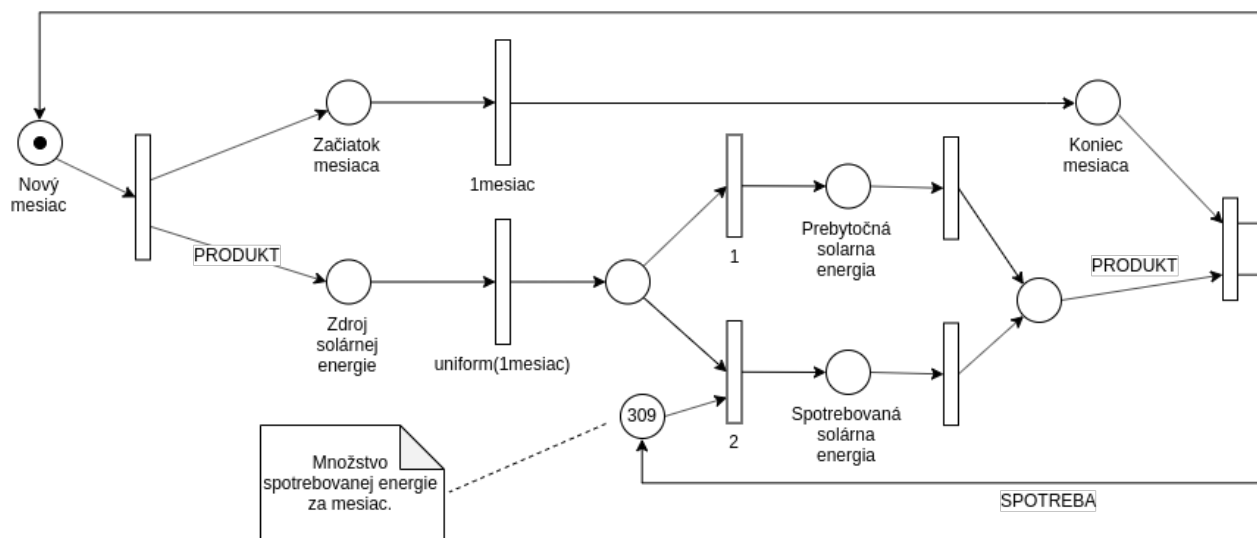 Nový
mesiac
PRODUKT
Začiatok
mesiaca
1mesiac
Koniec
mesiaca
Zdroj
solárnej
energie
uniform(1mesiac)
1
Prebytočná
solarna
energia
PRODUKT
309
2
Spotrebovaná
solárna
energia
Množstvo
spotrebovanej energie
za mesiac.
SPOTREBA